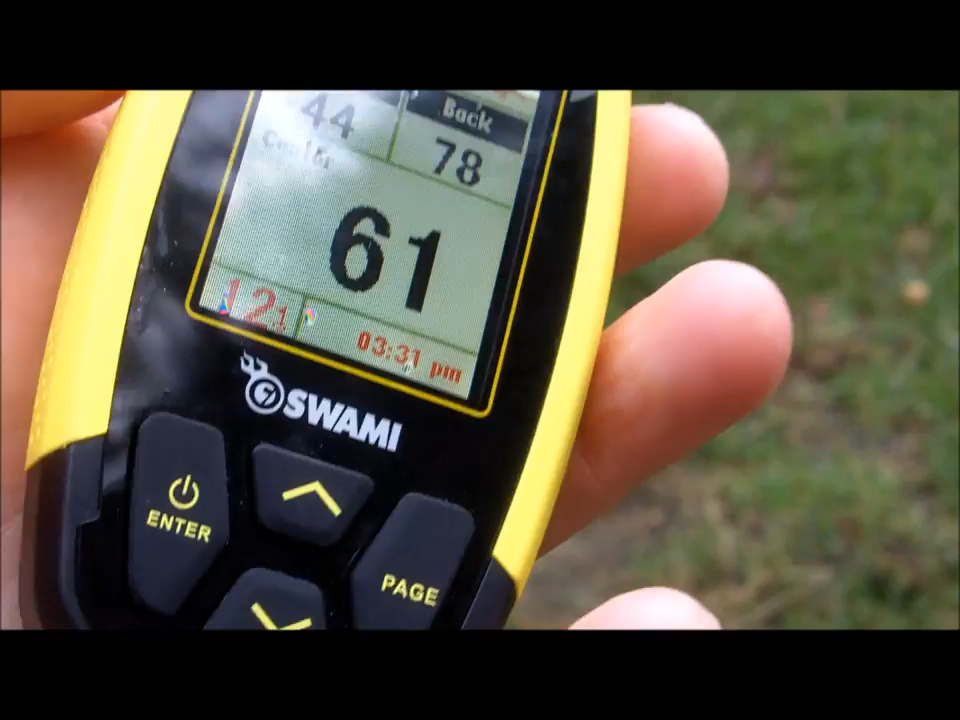 44
Back
78
Center
61
121
03:31 pm
SWAMI
ENTER
PAGE